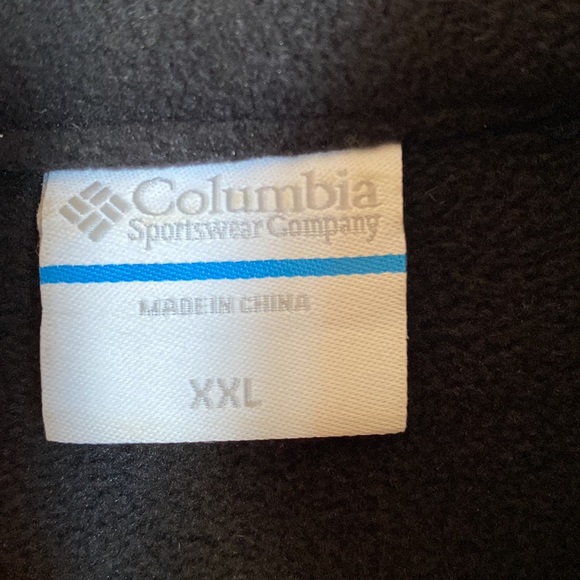 Columbia
Sportswear Company
MADE IN CHINA
XXL